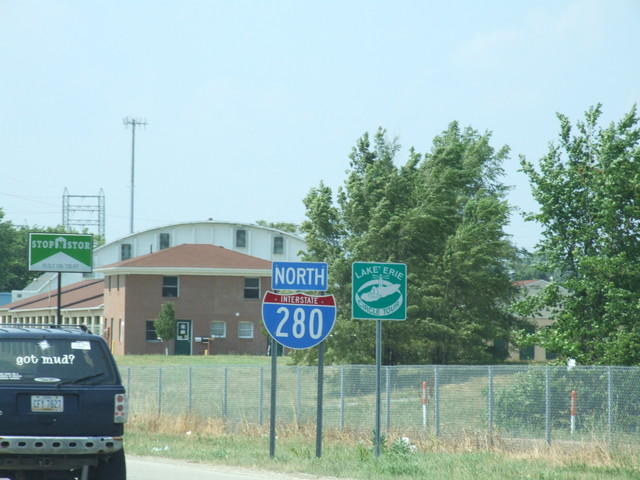 STOP N STOR
NORTH
INTERSTATE
280
LAKE ERIE
CIRCLE TOUR
got mud?